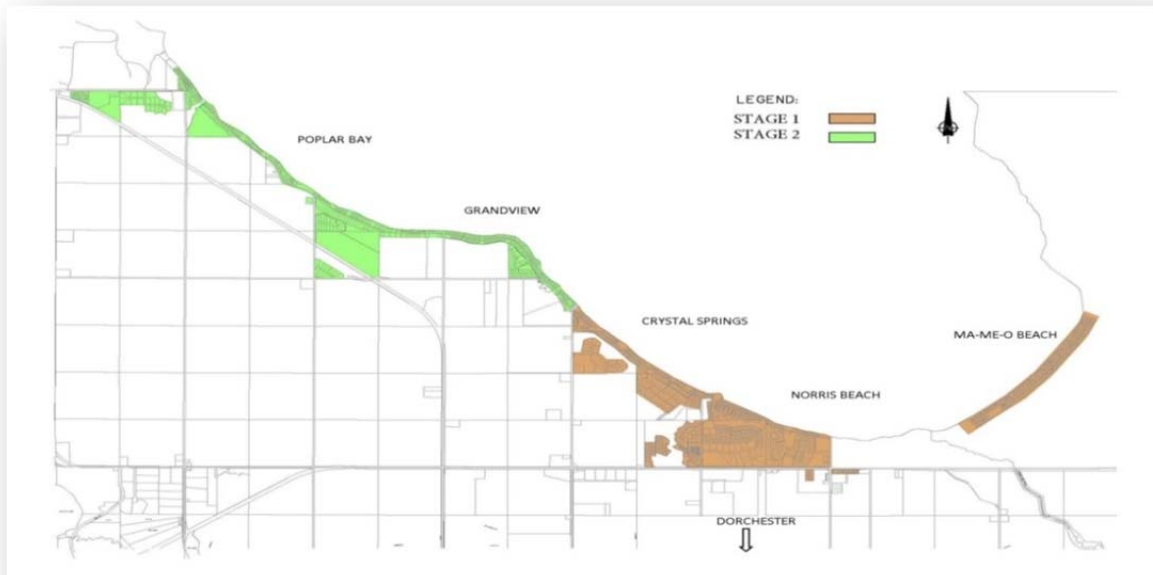 LEGEND:
STAGE 1
STAGE 2
POPLAR BAY
GRANDVIEW
CRYSTAL SPRINGS
MA-ME-O BEACH
NORRIS BEACH
DORCHESTER